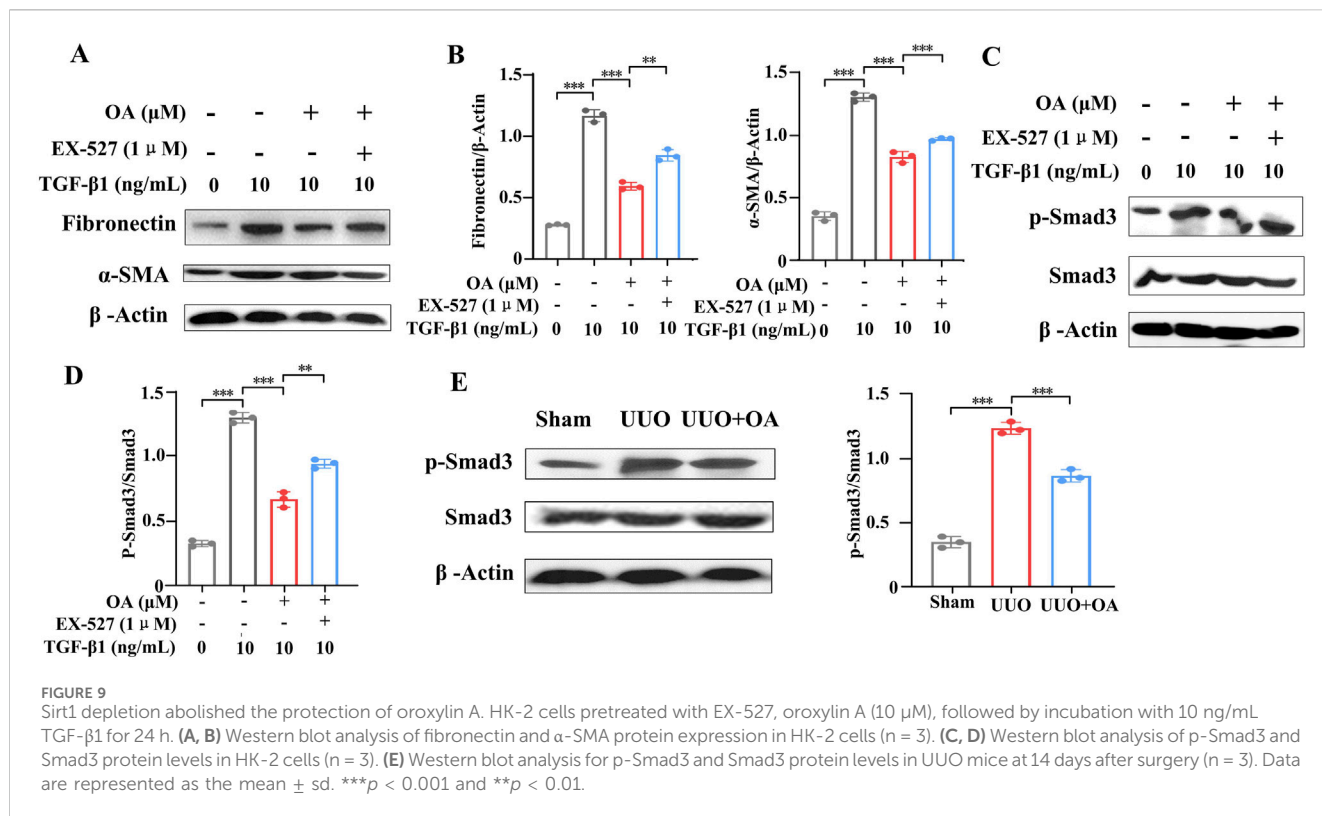 A
OA (μM) - - + +
EX-527 (1 μ M) - - - +
TGF-β1 (ng/mL) 0 10 10 10
Fibronectin
α-SMA
β -Actin
B
Fibronectin/β-Actin
1.5
1.0
0.5
0
*** *** **
OA (μM) - - + +
EX-527 (1 μ M) - - - +
TGF-β1 (ng/mL) 0 10 10 10
α-SMA/β-Actin
1.5
1.0
0.5
0
*** *** ***
OA (μM) - - + +
EX-527 (1 μ M) - - - +
TGF-β1 (ng/mL) 0 10 10 10
C
OA (μM) - - + +
EX-527 (1 μ M) - - - +
TGF-β1 (ng/mL) 0 10 10 10
p-Smad3
Smad3
β -Actin
D
P-Smad3/Smad3
1.5
1.0
0.5
0
*** *** **
OA (μM) - - + +
EX-527 (1 μ M) - - - +
TGF-β1 (ng/mL) 0 10 10 10
E
Sham UUO UUO+OA
p-Smad3
Smad3
β -Actin
p-Smad3/Smad3
1.5
1.0
0.5
0
*** ***
Sham UUO UUO+OA
FIGURE 9
Sirt1 depletion abolished the protection of oroxylin A. HK-2 cells pretreated with EX-527, oroxylin A (10 μM), followed by incubation with 10 ng/mL
TGF-β1 for 24 h. (A, B) Western blot analysis of fibronectin and α-SMA protein expression in HK-2 cells (n = 3). (C, D) Western blot analysis of p-Smad3 and
Smad3 protein levels in HK-2 cells (n = 3). (E) Western blot analysis for p-Smad3 and Smad3 protein levels in UUO mice at 14 days after surgery (n = 3). Data
are represented as the mean ± sd. ***p < 0.001 and **p < 0.01.